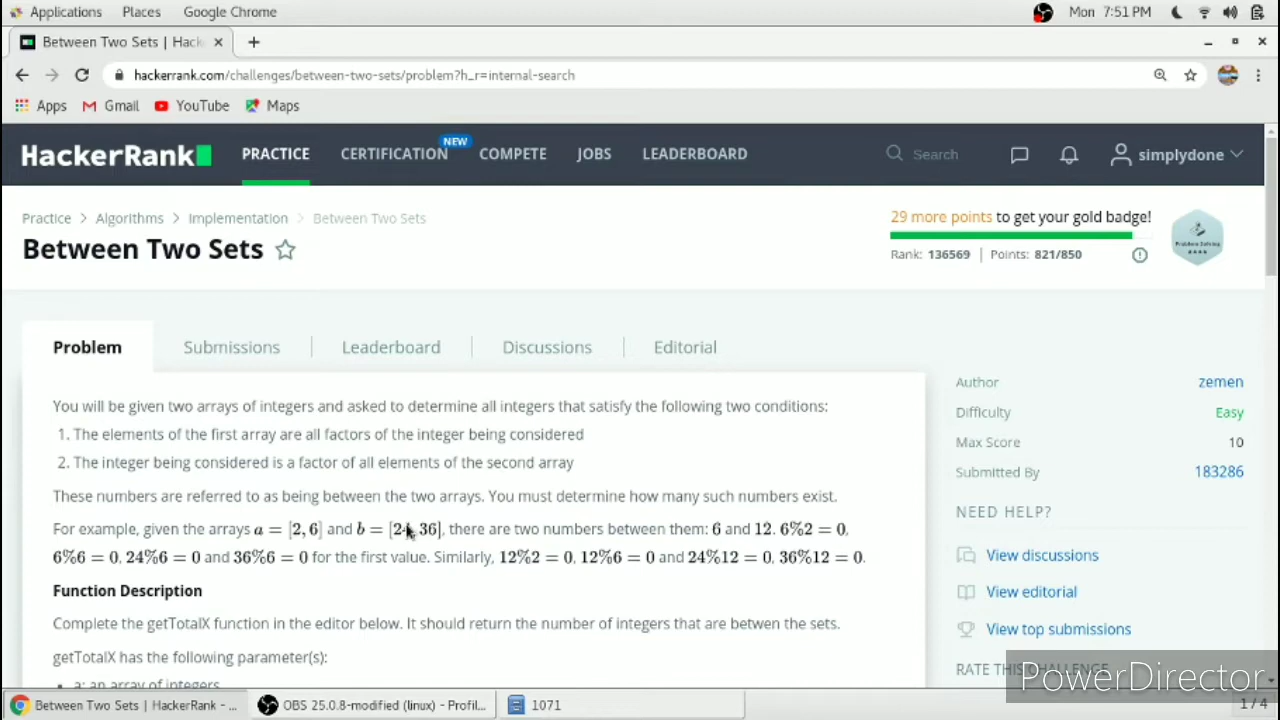 Applications Places Google Chrome Mon 7:51 PM
Between Two Sets | Hack
hackerrank.com/challenges/between-two-sets/problem?h_r=internal-search
Apps Gmail YouTube Maps
HackerRank PRACTICE CERTIFICATION NEW COMPETE JOBS LEADERBOARD Search simplydone
Practice > Algorithms > Implementation > Between Two Sets
29 more points to get your gold badge!
Between Two Sets
Rank: 136569 | Points: 821/850
Problem Solving
Problem Submissions Leaderboard Discussions Editorial
You will be given two arrays of integers and asked to determine all integers that satisfy the following two conditions:
1. The elements of the first array are all factors of the integer being considered
2. The integer being considered is a factor of all elements of the second array
These numbers are referred to as being between the two arrays. You must determine how many such numbers exist.
For example, given the arrays a = [2, 6] and b = [24, 36], there are two numbers between them: 6 and 12. 6%2 = 0,
6%6 = 0, 24%6 = 0 and 36%6 = 0 for the first value. Similarly, 12%2 = 0, 12%6 = 0 and 24%12 = 0, 36%12 = 0.
Function Description
Complete the getTotalX function in the editor below. It should return the number of integers that are betwen the sets.
getTotalX has the following parameter(s):
a: an array of integers
Author zemen
Difficulty Easy
Max Score 10
Submitted By 183286
NEED HELP?
View discussions
View editorial
View top submissions
RATE THIS CHALLENGE
PowerDirector
Between Two Sets | HackerRank - ... OBS 25.0.8-modified (linux) - Profil... 1071 1 / 4